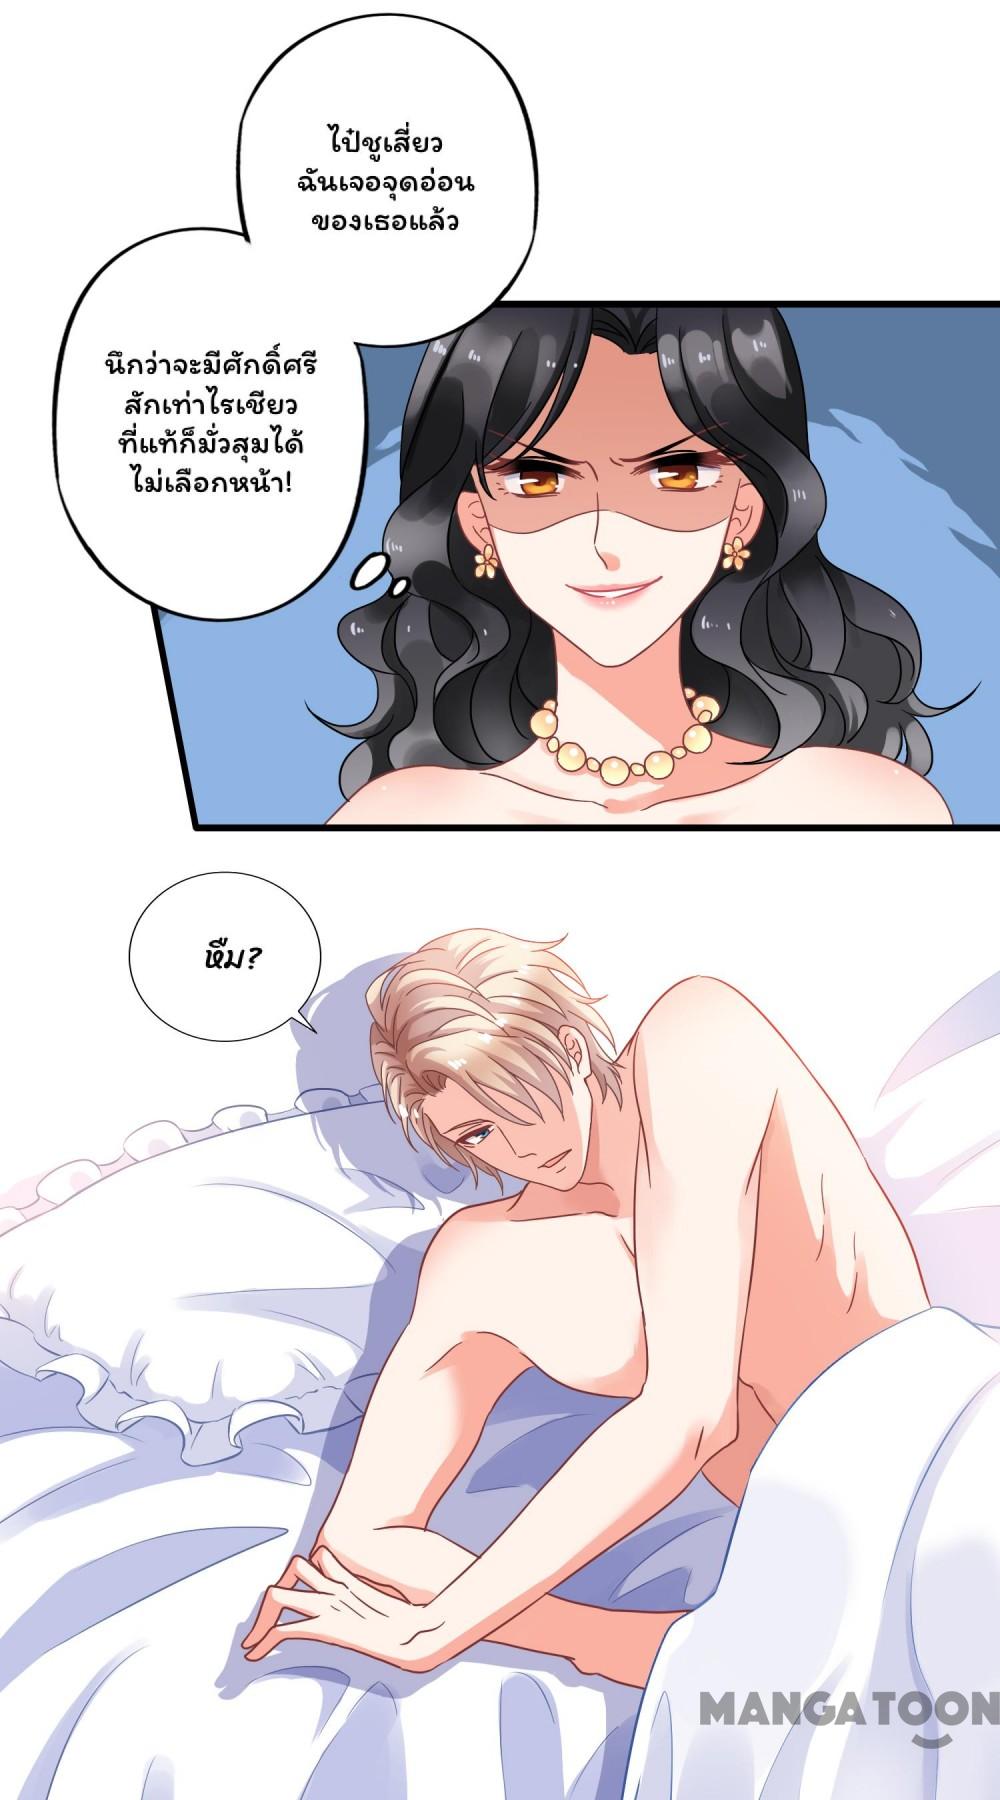 ไป๋ชูเสี่ยว
ฉันเจอจุดอ่อน
ของเธอแล้ว
นึกว่าจะมีศักดิ์ศรี
สักเท่าไรเชียว
ที่แท้ก็มั่วสุมได้
ไม่เลือกหน้า!
หืม?
MANGATOON